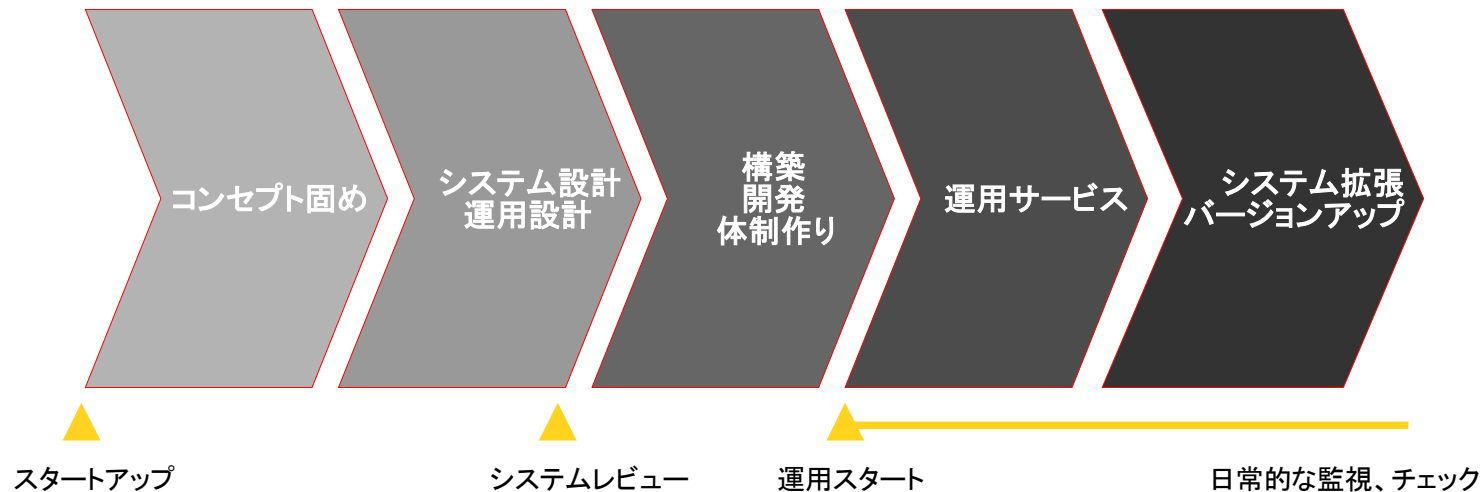 コンセプト固め
システム設計
運用設計
構築
開発
体制作り
運用サービス
システム拡張
バージョンアップ
スタートアップ
システムレビュー
運用スタート
日常的な監視、チェック